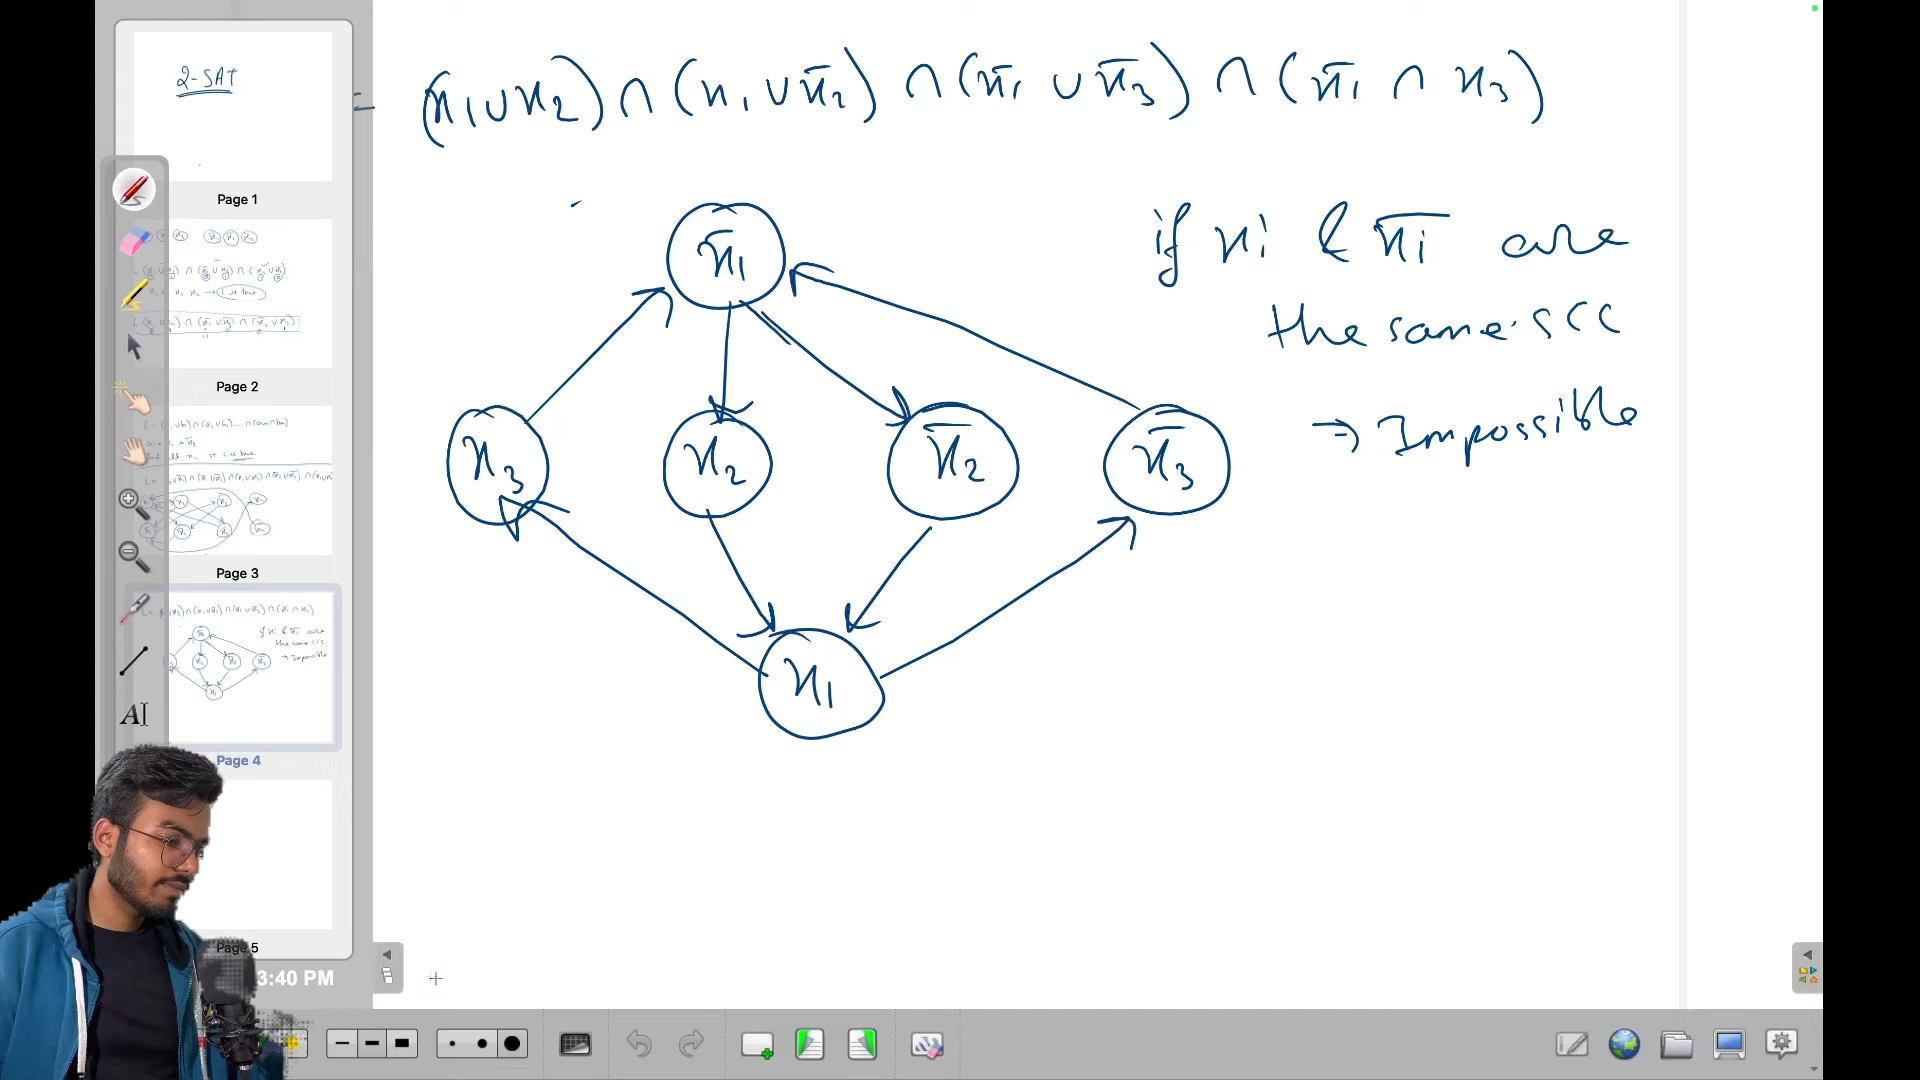 2-SAT
Page 1
Page 2
Page 3
Page 4
Page 5
3:40 PM
= (x₁ ∪ x₂) ∩ (x₁ ∪ x̄₂) ∩ (x̄₁ ∪ x̄₃) ∩ (x̄₁ ∩ x₃)
x̄₁
x₃ x₂ x̄₂ x̄₃
x₁
if xi & x̄i are
the same SCC
→ Impossible